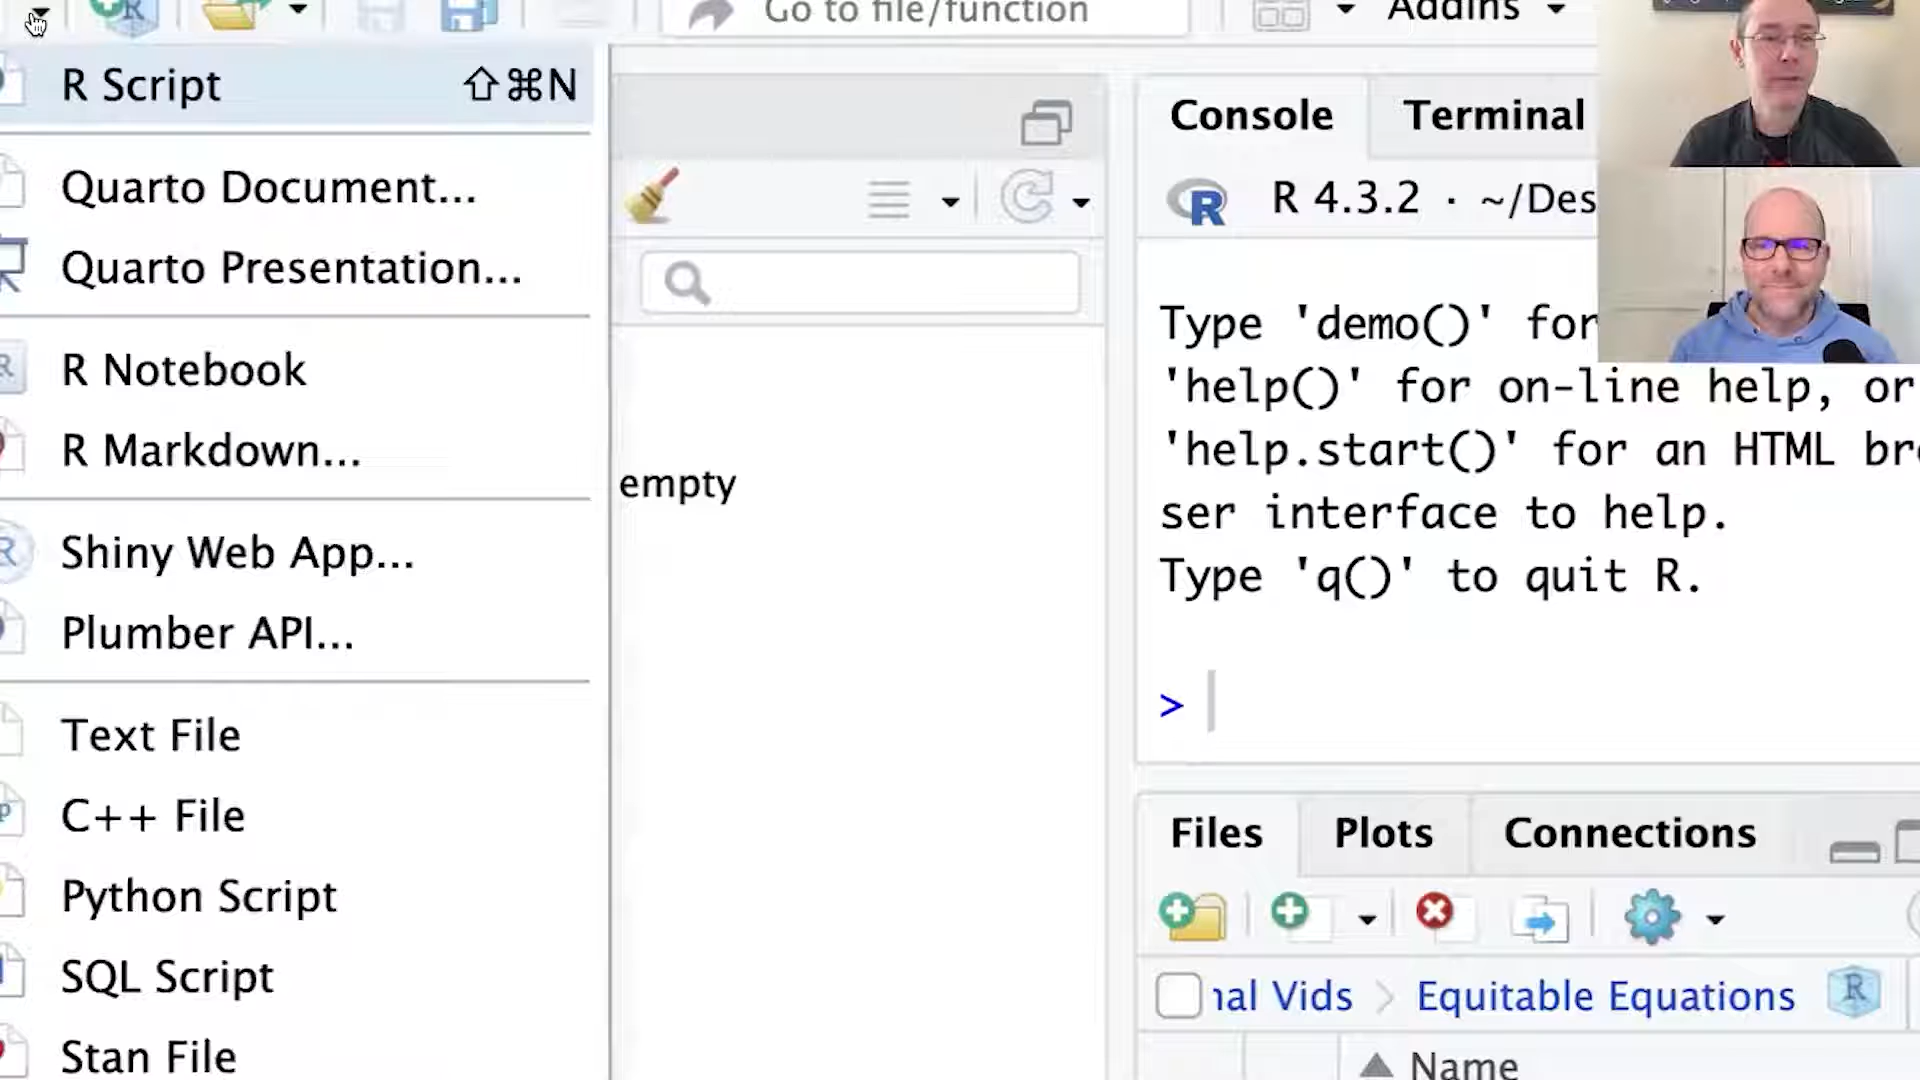 Go to file/function
Addins
R Script ⇧⌘N
Quarto Document...
Quarto Presentation...
R Notebook
R Markdown...
Shiny Web App...
Plumber API...
Text File
C++ File
Python Script
SQL Script
Stan File
empty
Console Terminal
R 4.3.2 · ~/Des
Type 'demo()' for
'help()' for on-line help, or
'help.start()' for an HTML bro
ser interface to help.
Type 'q()' to quit R.
>
Files Plots Connections
nal Vids > Equitable Equations
Name